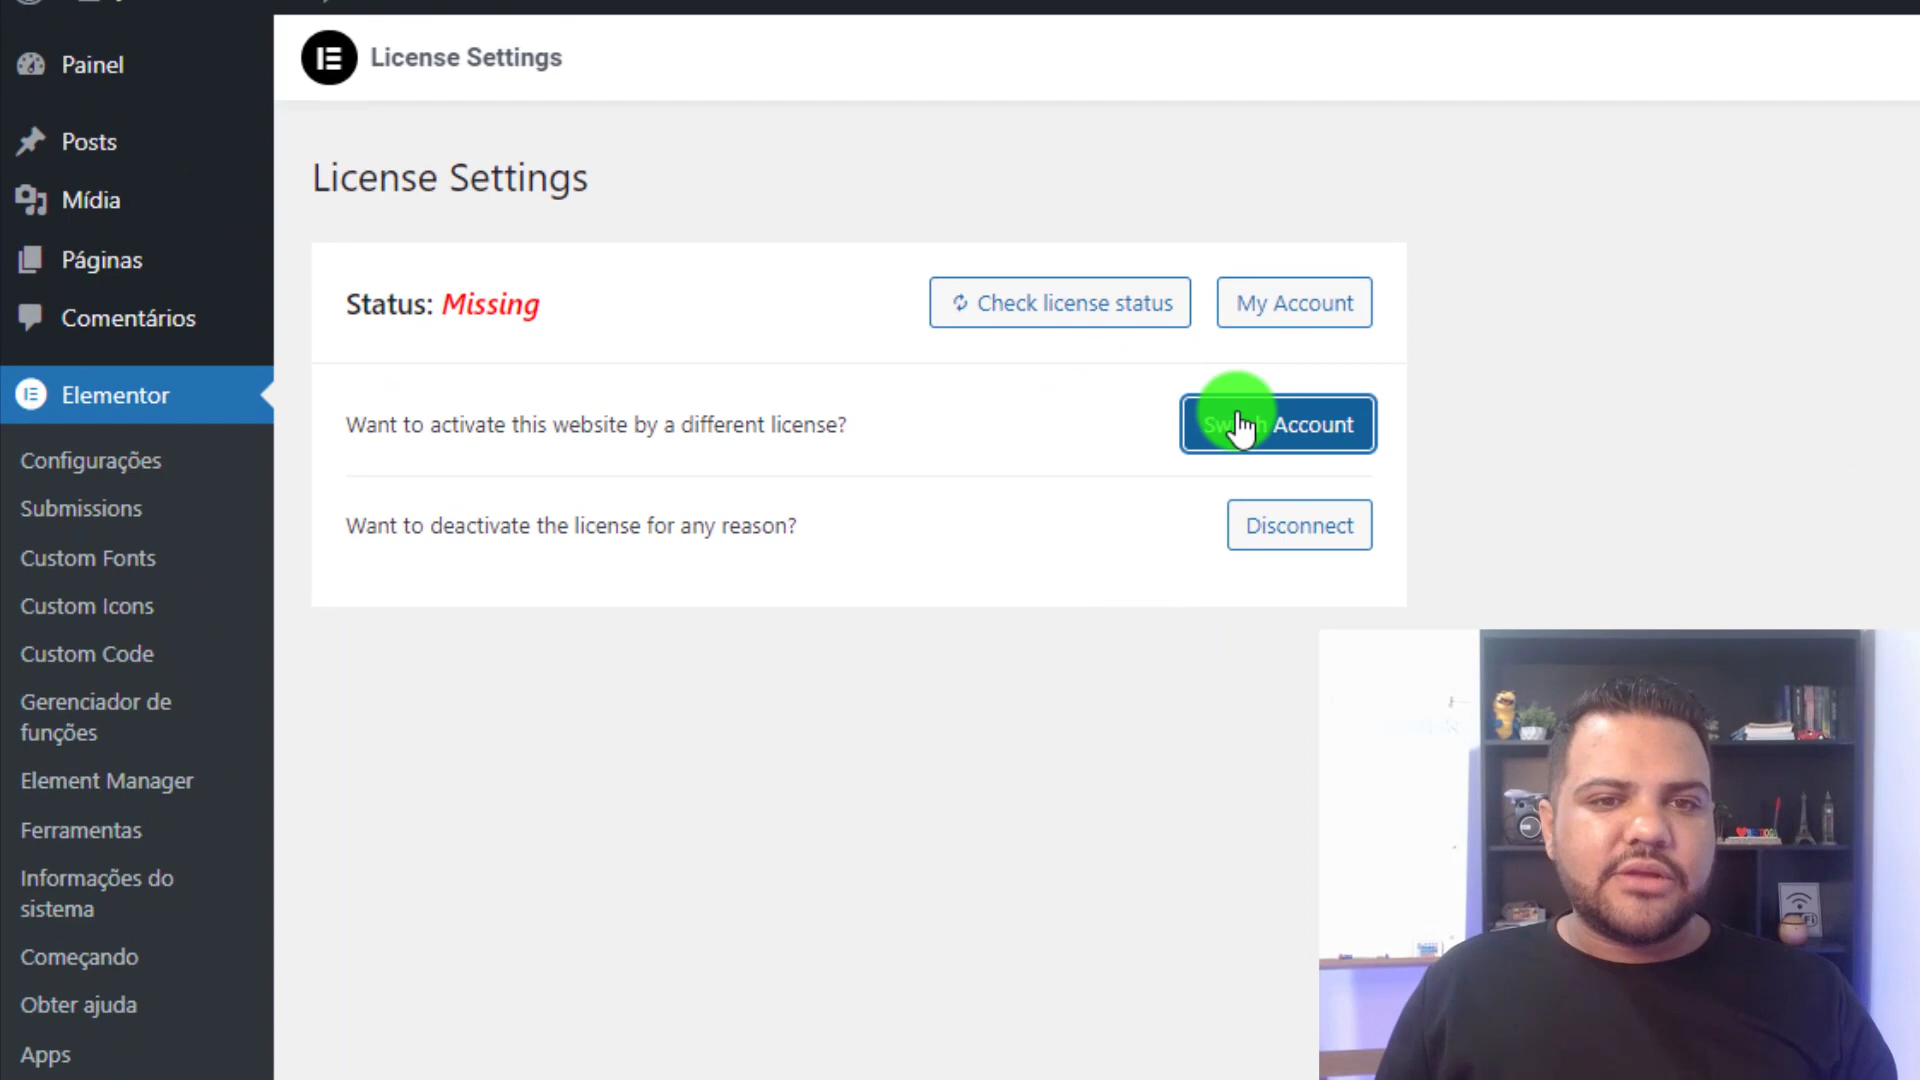 Painel
Posts
Mídia
Páginas
Comentários
Elementor
Configurações
Submissions
Custom Fonts
Custom Icons
Custom Code
Gerenciador de
funções
Element Manager
Ferramentas
Informações do
sistema
Começando
Obter ajuda
Apps
License Settings
License Settings
Status: Missing
Check license status
My Account
Want to activate this website by a different license?
Switch Account
Want to deactivate the license for any reason?
Disconnect